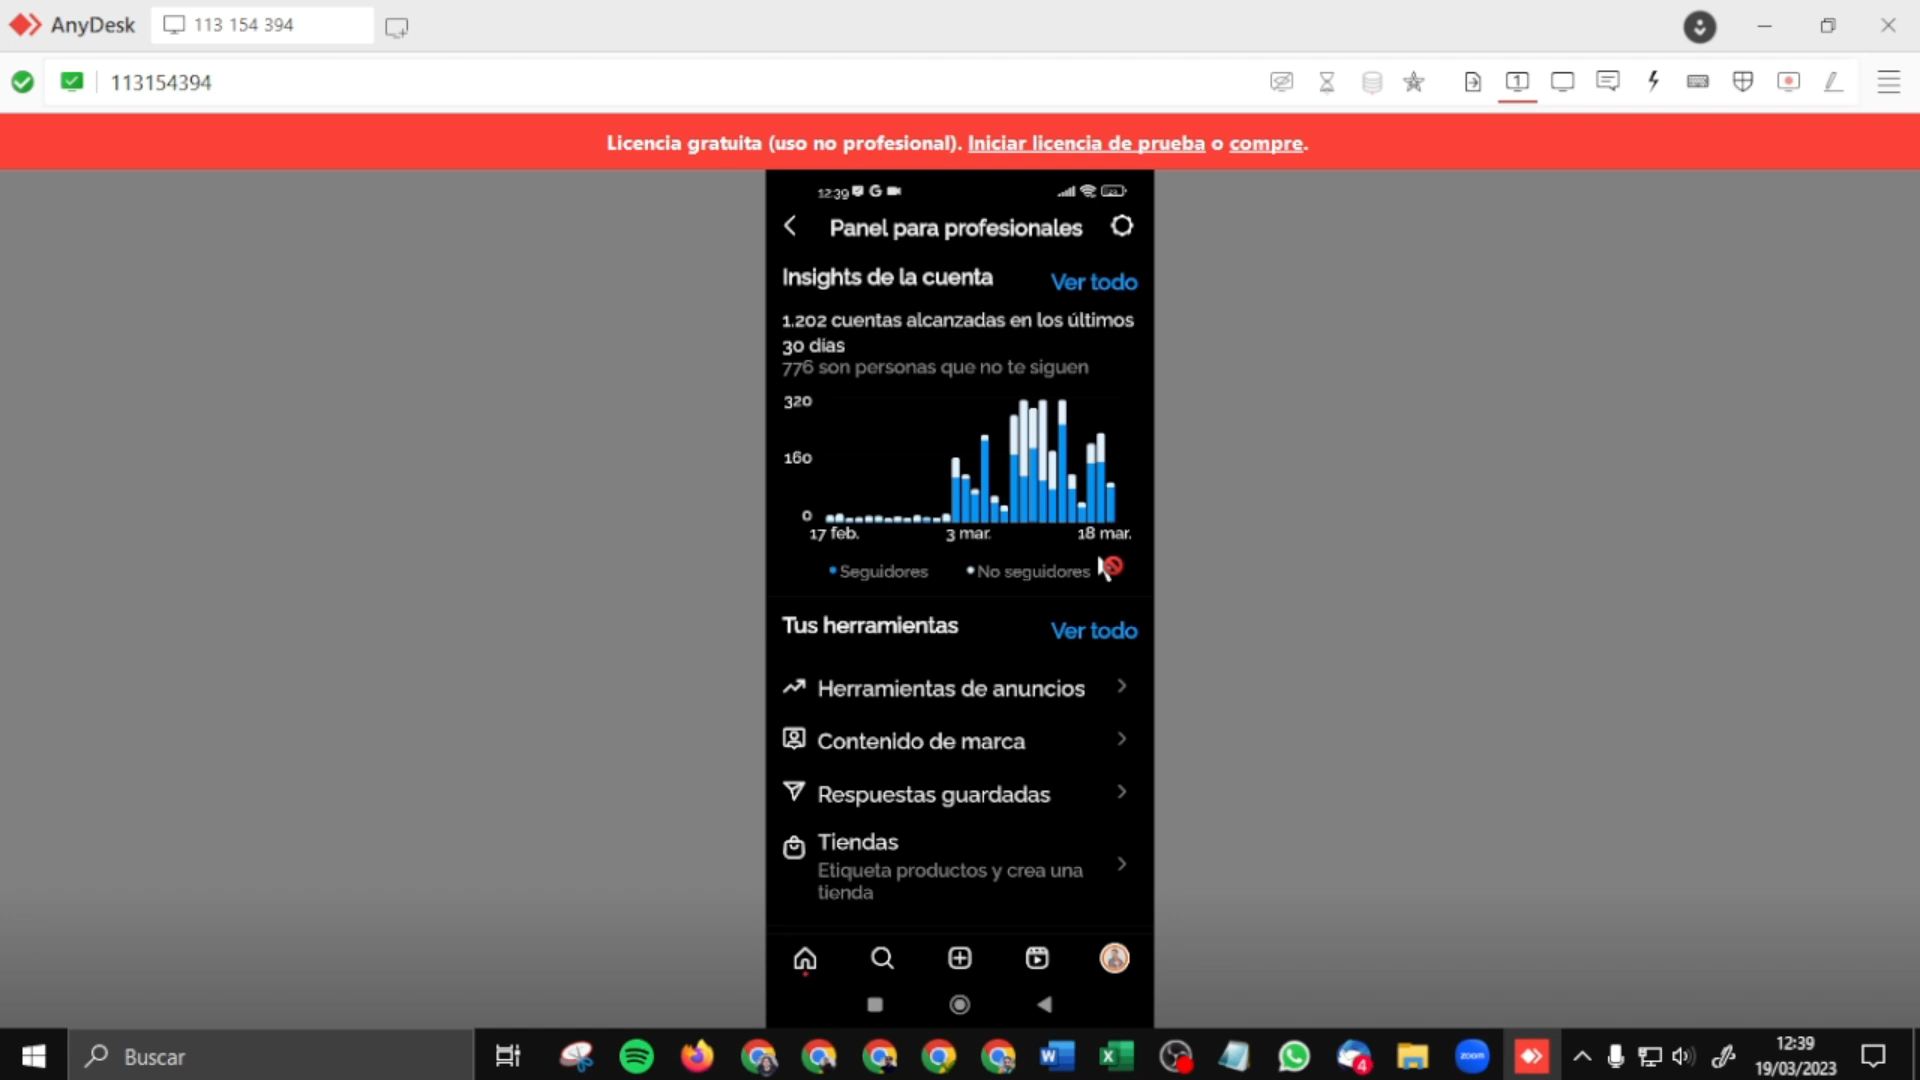 AnyDesk
113 154 394
113154394
1
Licencia gratuita (uso no profesional). Iniciar licencia de prueba o compre.
12:39
Panel para profesionales
Insights de la cuenta
Ver todo
1.202 cuentas alcanzadas en los últimos
30 días
776 son personas que no te siguen
320
160
0
17 feb.
3 mar.
18 mar.
Seguidores
No seguidores
Tus herramientas
Ver todo
Herramientas de anuncios
Contenido de marca
Respuestas guardadas
Tiendas
Etiqueta productos y crea una
tienda
Buscar
zoom
4
12:39
19/03/2023